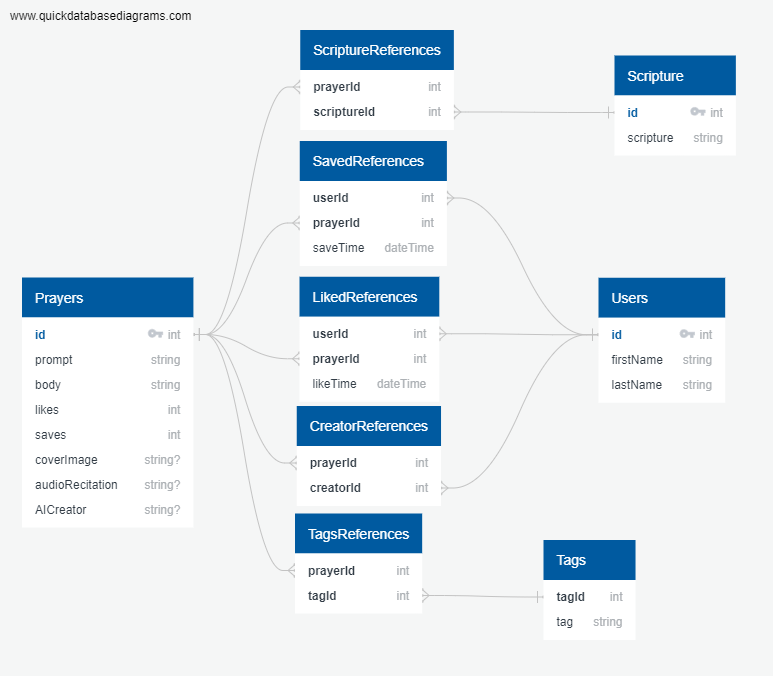 www.quickdatabasediagrams.com
ScriptureReferences
prayerId int
scriptureId int
Scripture
id int
scripture string
SavedReferences
userId int
prayerId int
saveTime dateTime
Prayers
id int
prompt string
body string
likes int
saves int
coverImage string?
audioRecitation string?
AICreator string?
LikedReferences
userId int
prayerId int
likeTime dateTime
Users
id int
firstName string
lastName string
CreatorReferences
prayerId int
creatorId int
TagsReferences
prayerId int
tagId int
Tags
tagId int
tag string